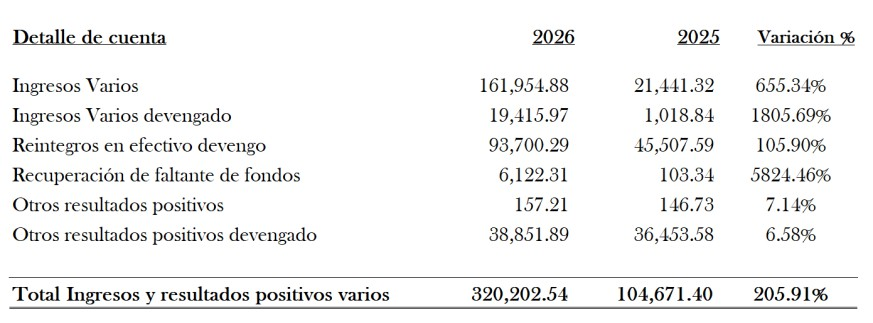 Detalle de cuenta 2026 2025 Variación %
Ingresos Varios 161,954.88 21,441.32 655.34%
Ingresos Varios devengado 19,415.97 1,018.84 1805.69%
Reintegros en efectivo devengo 93,700.29 45,507.59 105.90%
Recuperación de faltante de fondos 6,122.31 103.34 5824.46%
Otros resultados positivos 157.21 146.73 7.14%
Otros resultados positivos devengado 38,851.89 36,453.58 6.58%
Total Ingresos y resultados positivos varios 320,202.54 104,671.40 205.91%